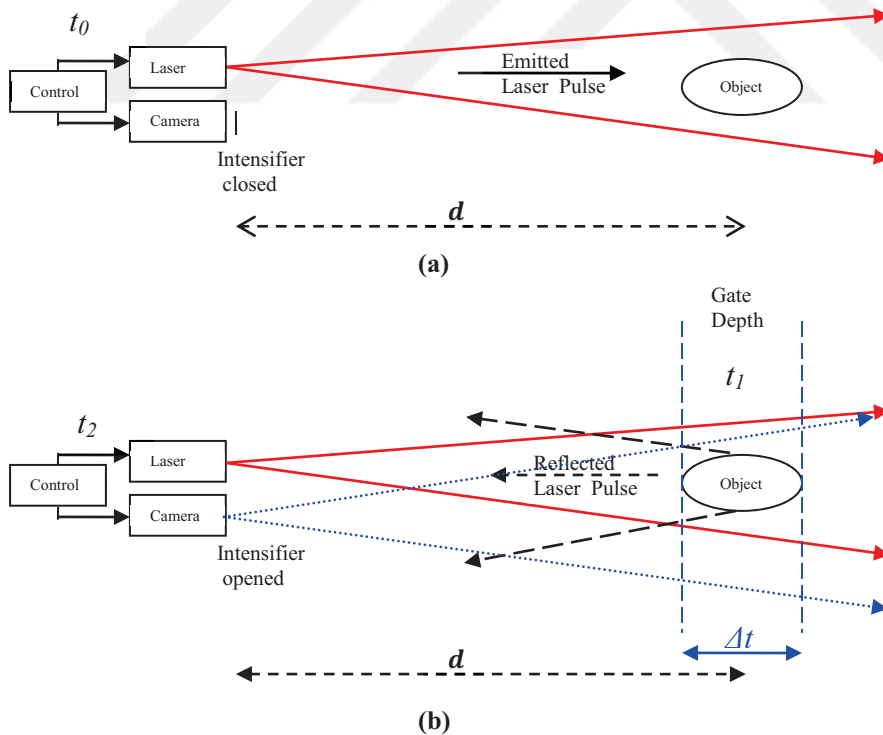 t0
Laser
Control
Camera
Emitted
Laser Pulse
Object
Intensifier
closed
d
(a)
Gate
Depth
t1
t2
Laser
Control
Camera
Reflected
Laser Pulse
Object
Intensifier
opened
Δt
d
(b)